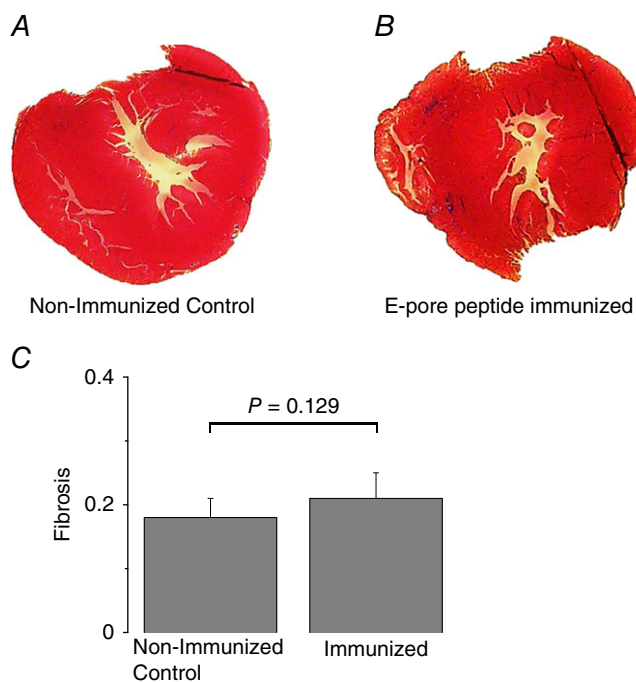 A
B
Non-Immunized Control
E-pore peptide immunized
C
0.4
P = 0.129
Fibrosis
0.2
0
Non-Immunized
Control
Immunized